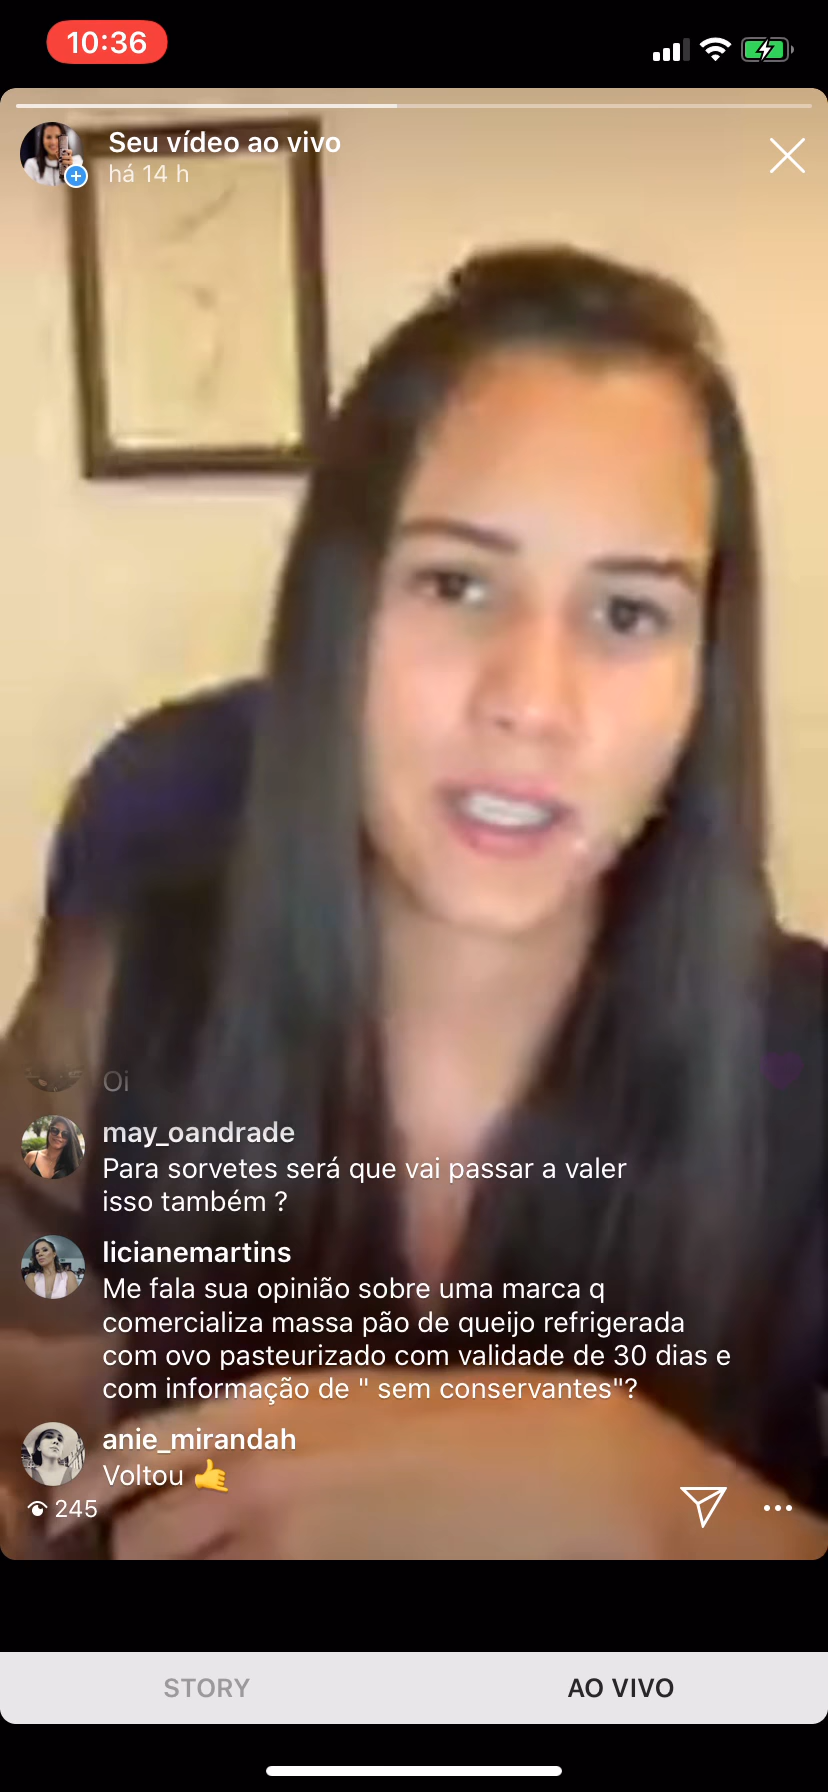 10:36
Seu vídeo ao vivo
há 14 h
Oi
may_oandrade
Para sorvetes será que vai passar a valer
isso também ?
licianemartins
Me fala sua opinião sobre uma marca q
comercializa massa pão de queijo refrigerada
com ovo pasteurizado com validade de 30 dias e
com informação de " sem conservantes"?
anie_mirandah
Voltou 🤙
245
STORY
AO VIVO